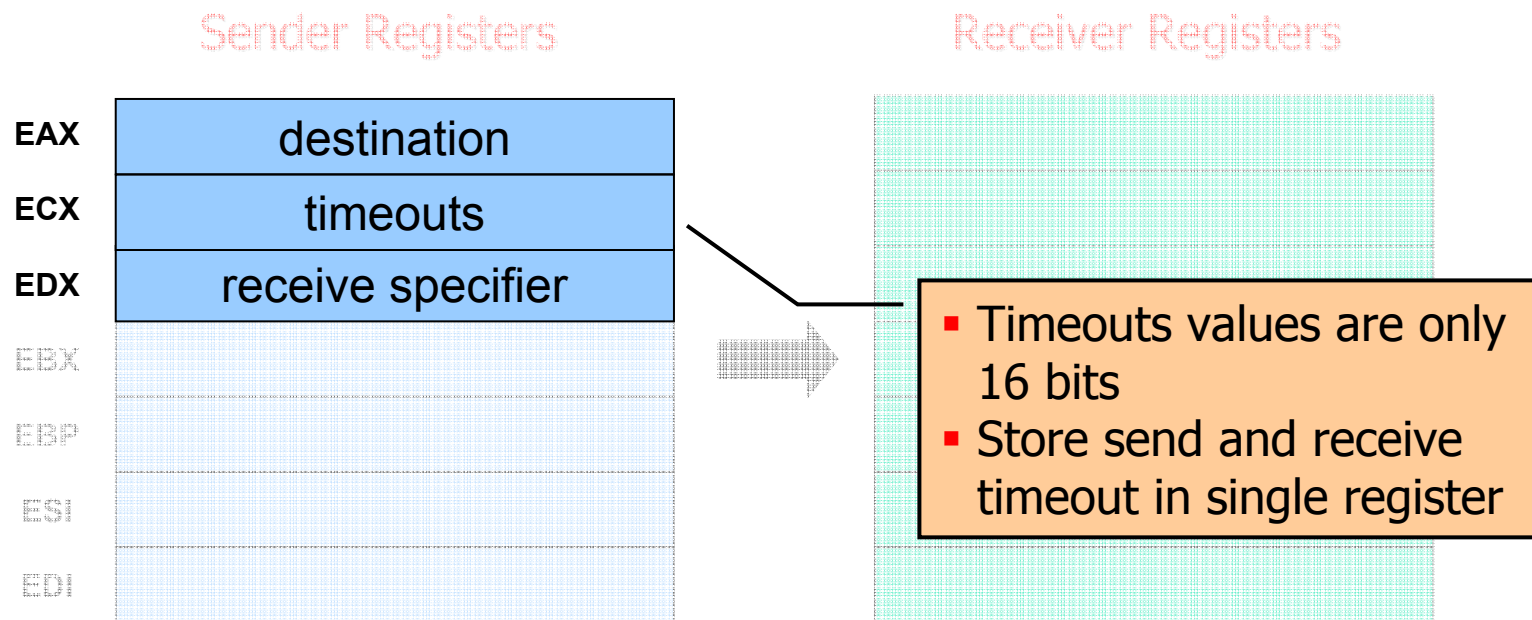 Sender Registers
Receiver Registers
EAX
destination
ECX
timeouts
EDX
receive specifier
EBX
EBP
ESI
EDI
▪ Timeouts values are only
16 bits
▪ Store send and receive
timeout in single register